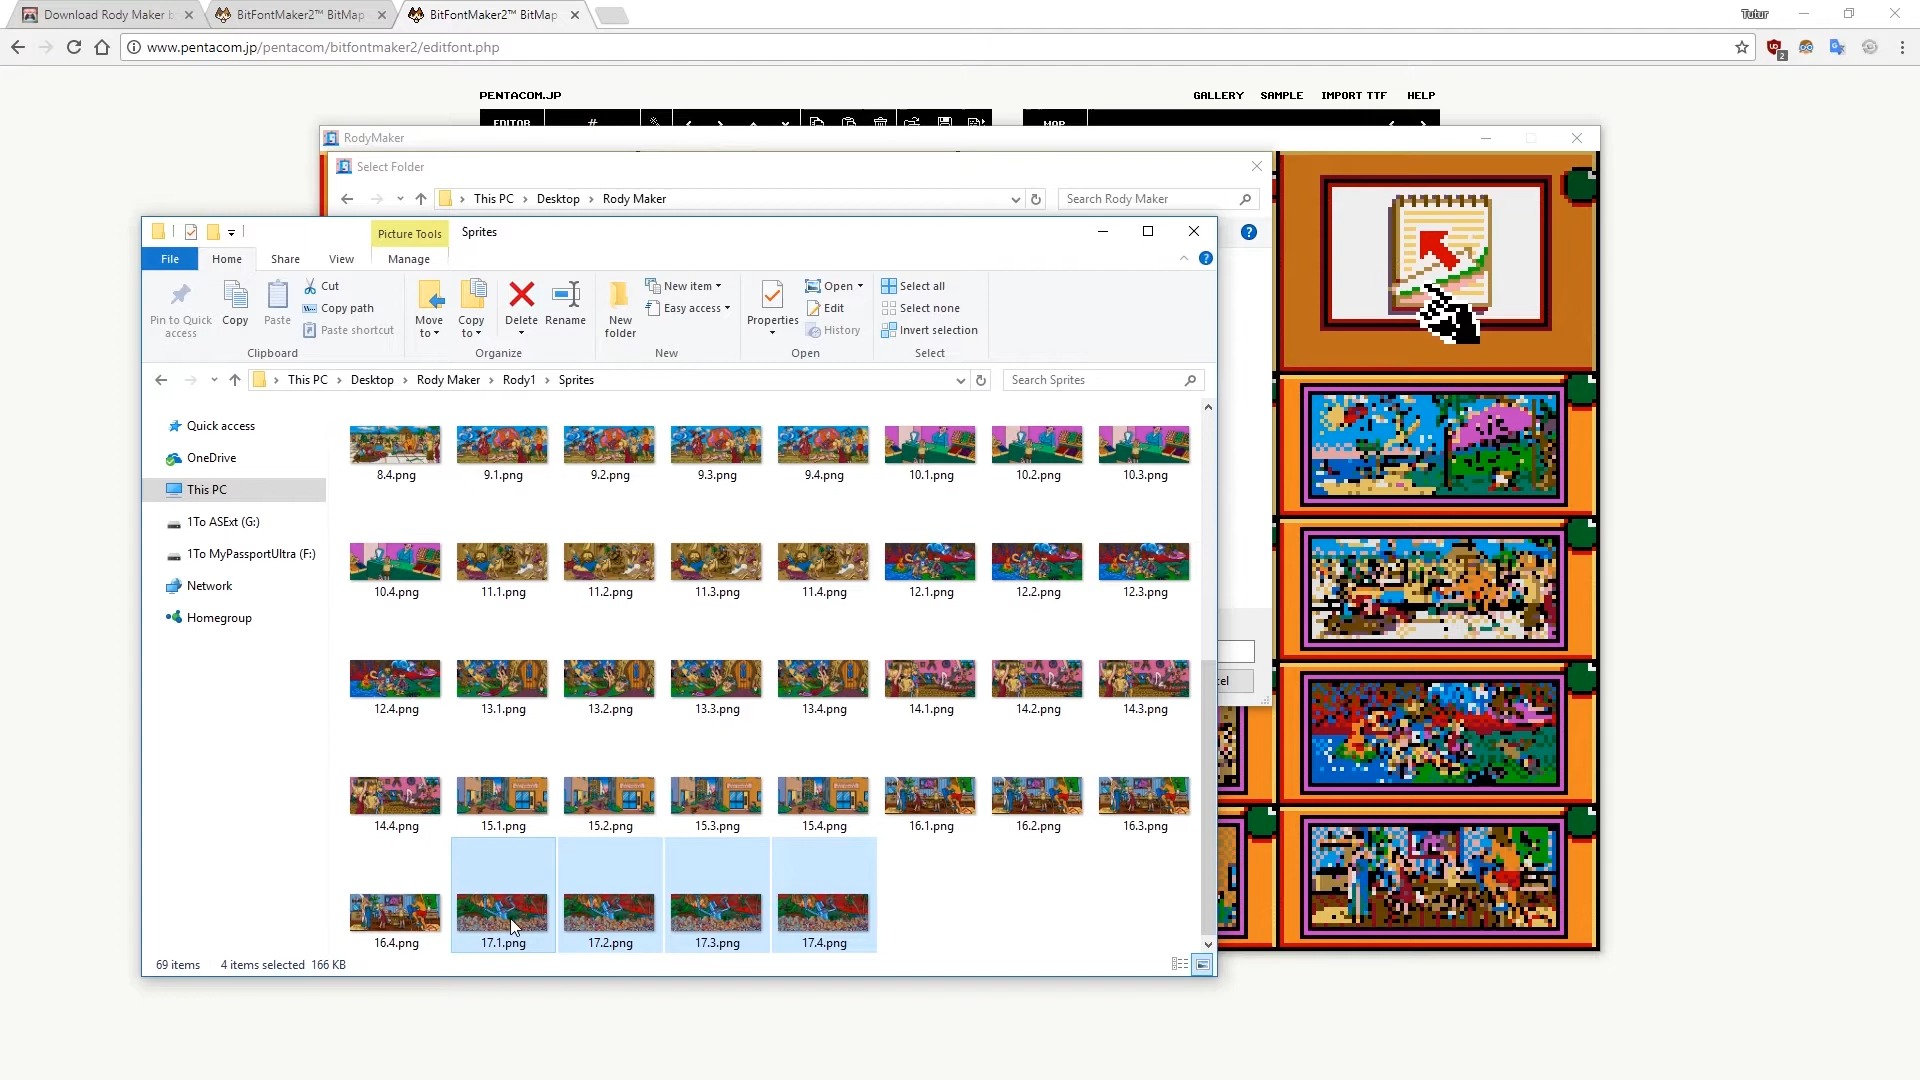 Download Rody Maker b
BitFontMaker2™ BitMap
BitFontMaker2™ BitMap
Tutur
www.pentacom.jp/pentacom/bitfontmaker2/editfont.php
2
PENTACOM.JP
GALLERY SAMPLE IMPORT TTF HELP
EDITOR # MAP
RodyMaker
Select Folder
This PC > Desktop > Rody Maker
Search Rody Maker
Picture Tools Sprites
File Home Share View Manage
Pin to Quick access
Copy
Paste
Cut
Copy path
Paste shortcut
Clipboard
Move to
Copy to
Delete
Rename
Organize
New folder
New item
Easy access
New
Properties
Open
Edit
History
Open
Select all
Select none
Invert selection
Select
This PC > Desktop > Rody Maker > Rody1 > Sprites
Search Sprites
Quick access
OneDrive
This PC
1To ASExt (G:)
1To MyPassportUltra (F:)
Network
Homegroup
8.4.png 9.1.png 9.2.png 9.3.png 9.4.png 10.1.png 10.2.png 10.3.png
10.4.png 11.1.png 11.2.png 11.3.png 11.4.png 12.1.png 12.2.png 12.3.png
12.4.png 13.1.png 13.2.png 13.3.png 13.4.png 14.1.png 14.2.png 14.3.png
14.4.png 15.1.png 15.2.png 15.3.png 15.4.png 16.1.png 16.2.png 16.3.png
16.4.png 17.1.png 17.2.png 17.3.png 17.4.png
cel
69 items 4 items selected 166 KB